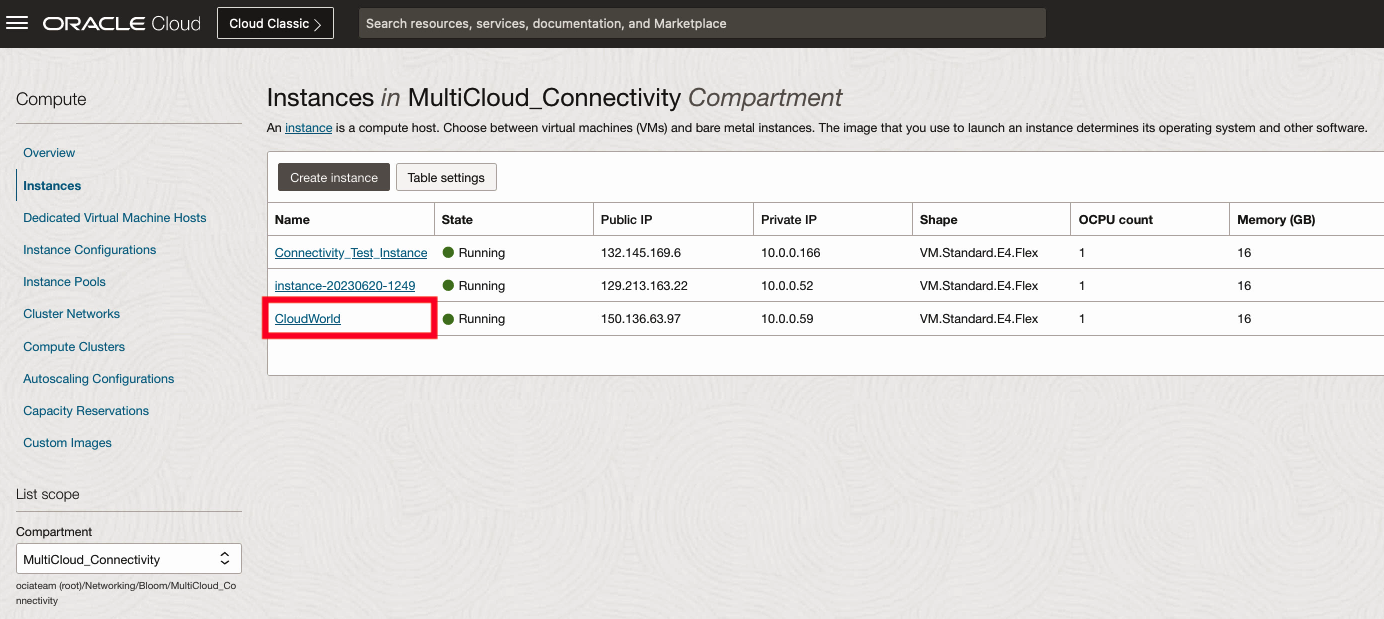 ORACLE Cloud
Cloud Classic
Search resources, services, documentation, and Marketplace
Compute
Overview
Instances
Dedicated Virtual Machine Hosts
Instance Configurations
Instance Pools
Cluster Networks
Compute Clusters
Autoscaling Configurations
Capacity Reservations
Custom Images
List scope
Compartment
MultiCloud_Connectivity
ociateam (root)/Networking/Bloom/MultiCloud_Co
nnectivity
Instances in MultiCloud_Connectivity Compartment
An instance is a compute host. Choose between virtual machines (VMs) and bare metal instances. The image that you use to launch an instance determines its operating system and other software.
Create instance Table settings
Name State Public IP Private IP Shape OCPU count Memory (GB)
Connectivity_Test_Instance Running 132.145.169.6 10.0.0.166 VM.Standard.E4.Flex 1 16
instance-20230620-1249 Running 129.213.163.22 10.0.0.52 VM.Standard.E4.Flex 1 16
CloudWorld Running 150.136.63.97 10.0.0.59 VM.Standard.E4.Flex 1 16